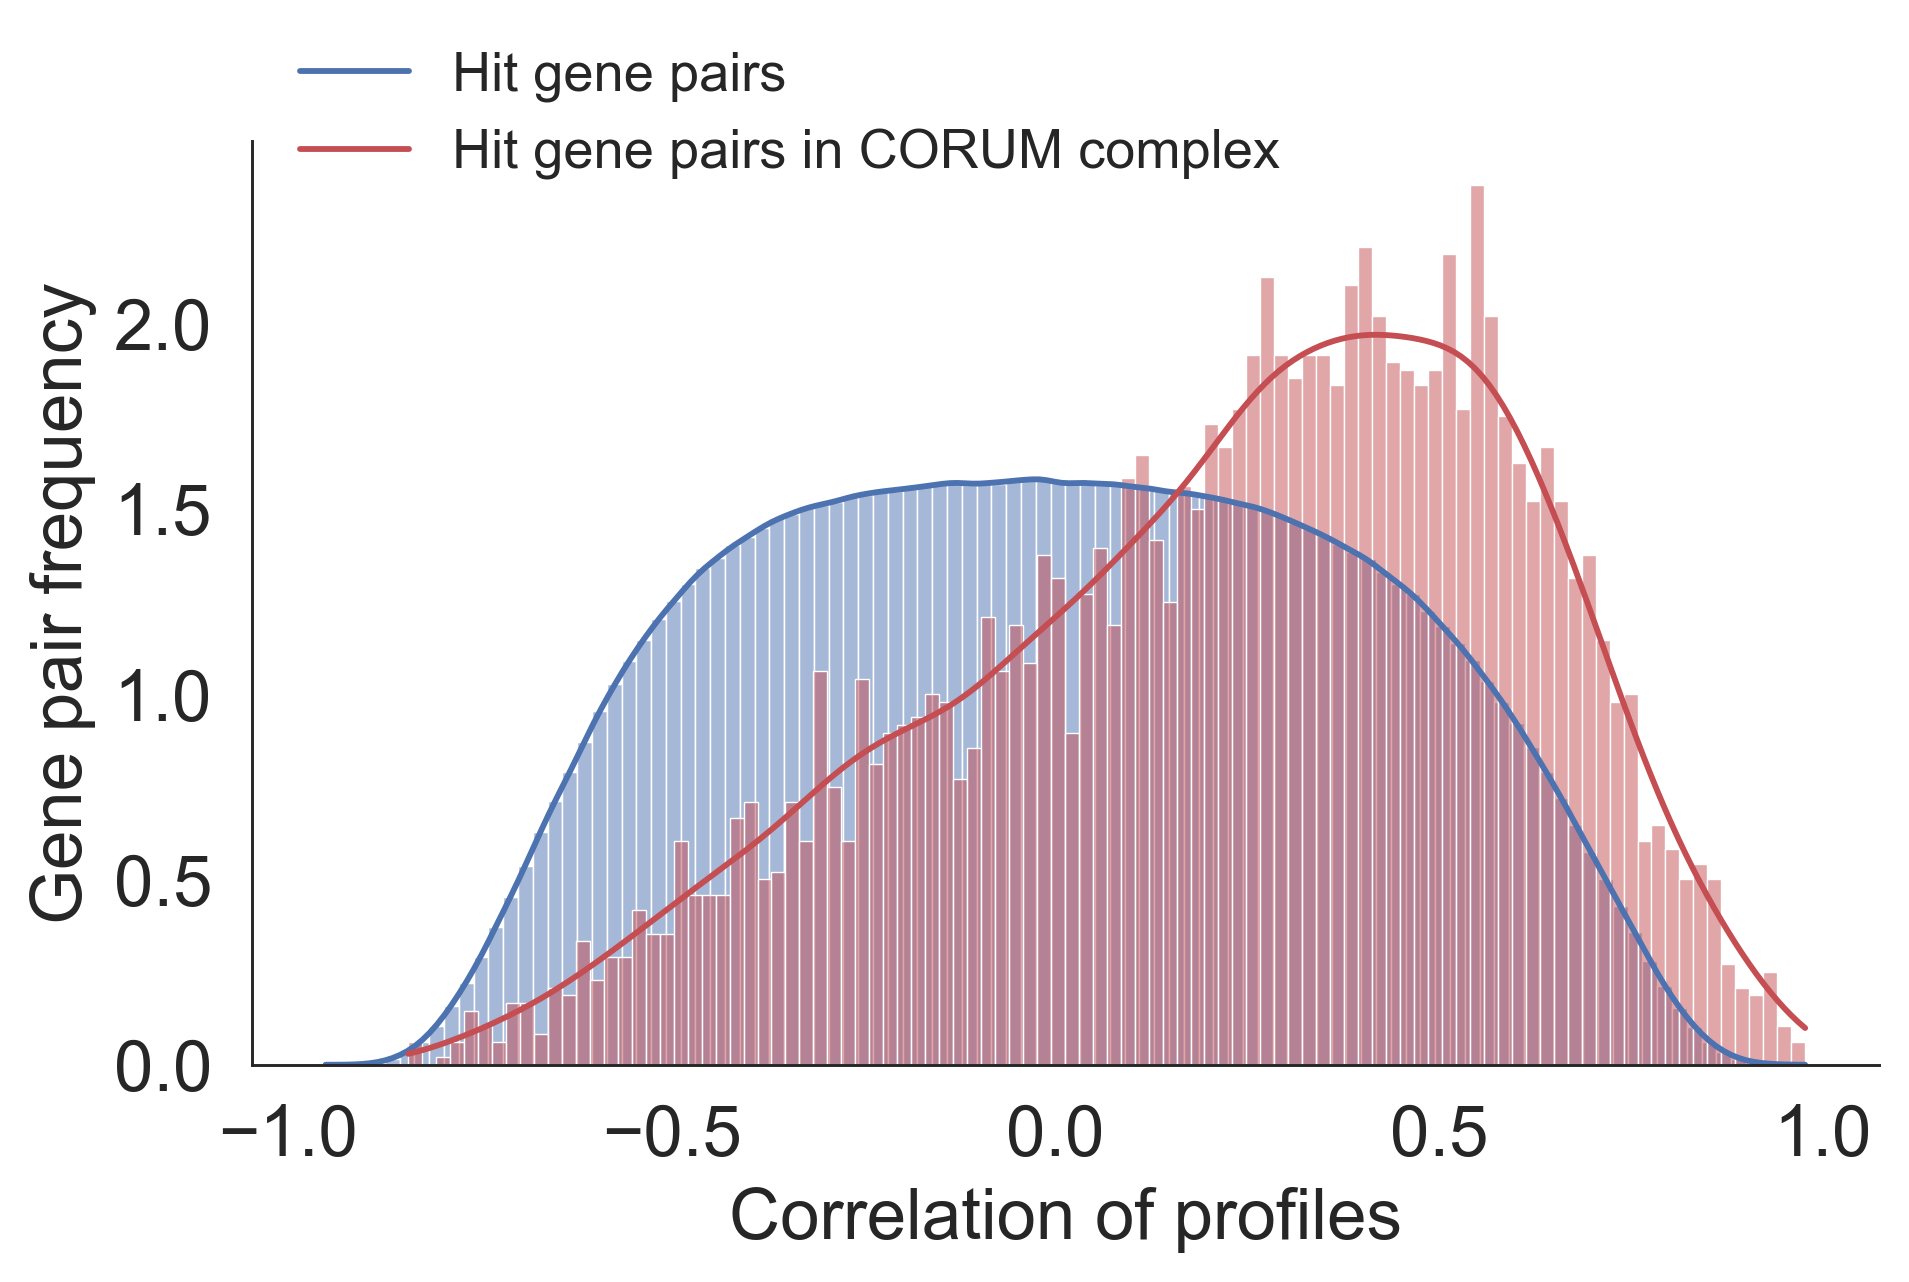 Hit gene pairs
Hit gene pairs in CORUM complex
Gene pair frequency
2.0
1.5
1.0
0.5
0.0
−1.0 −0.5 0.0 0.5 1.0
Correlation of profiles